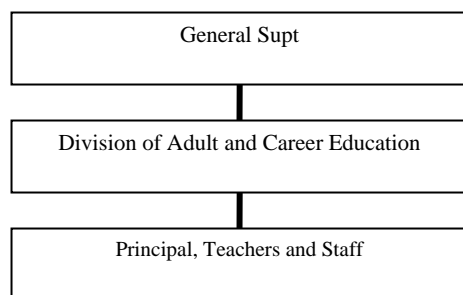 General Supt
Division of Adult and Career Education
Principal, Teachers and Staff